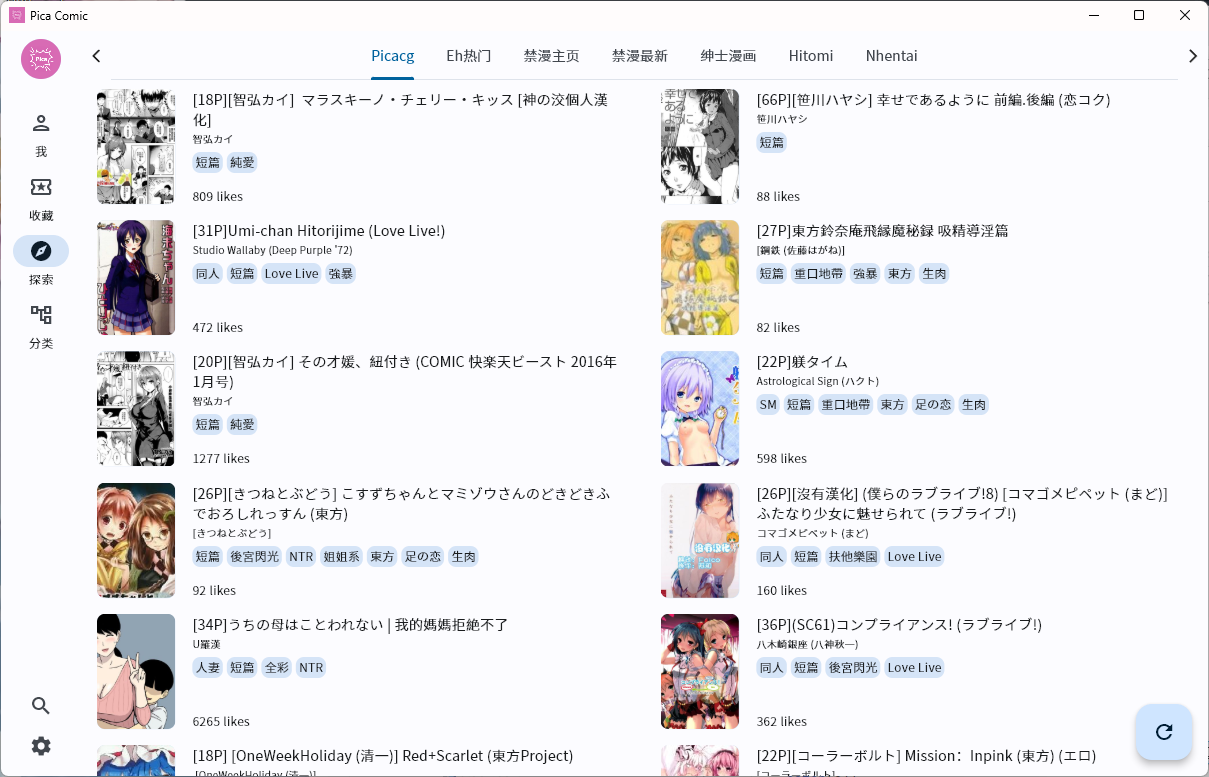 Pica Comic
Picacg
Eh热门
禁漫主页
禁漫最新
绅士漫画
Hitomi
Nhentai
我
收藏
探索
分类
[18P][智弘カイ] マラスキーノ・チェリー・キッス [神の没個人漢
化]
智弘カイ
短篇 純愛
809 likes
[66P][笹川ハヤシ] 幸せであるように 前編.後編 (恋コク)
笹川ハヤシ
短篇
88 likes
[31P]Umi-chan Hitorijime (Love Live!)
Studio Wallaby (Deep Purple '72)
同人 短篇 Love Live 強暴
472 likes
[27P]東方鈴奈庵飛縁魔秘録 吸精導淫篇
[鋼鉄 (佐藤はがね)]
短篇 重口地帶 強暴 東方 生肉
82 likes
[20P][智弘カイ] その才媛、紐付き (COMIC 快楽天ビースト 2016年
1月号)
智弘カイ
短篇 純愛
1277 likes
[22P]躾タイム
Astrological Sign (ハクト)
SM 短篇 重口地帶 東方 足の恋 生肉
598 likes
[26P][きつねとぶどう] こすずちゃんとマミゾウさんのどきどきふ
でおろしれっすん (東方)
[きつねとぶどう]
短篇 後宮閃光 NTR 姐姐系 東方 足の恋 生肉
92 likes
[26P][沒有漢化] (僕らのラブライブ!8) [コマゴメピペット (まど)]
ふたなり少女に魅せられて (ラブライブ!)
コマゴメピペット (まど)
同人 短篇 扶他樂園 Love Live
160 likes
[34P]うちの母はことわれない | 我的媽媽拒絶不了
U羅漢
人妻 短篇 全彩 NTR
6265 likes
[36P](SC61)コンプライアンス! (ラブライブ!)
八木崎銀座 (八神秋一)
同人 短篇 後宮閃光 Love Live
362 likes
[18P] [OneWeekHoliday (清一)] Red+Scarlet (東方Project)
[OneWeekHoliday (清一)]
[22P][コーラーボルト] Mission：Inpink (東方) (エロ)
[コーラーボルト]